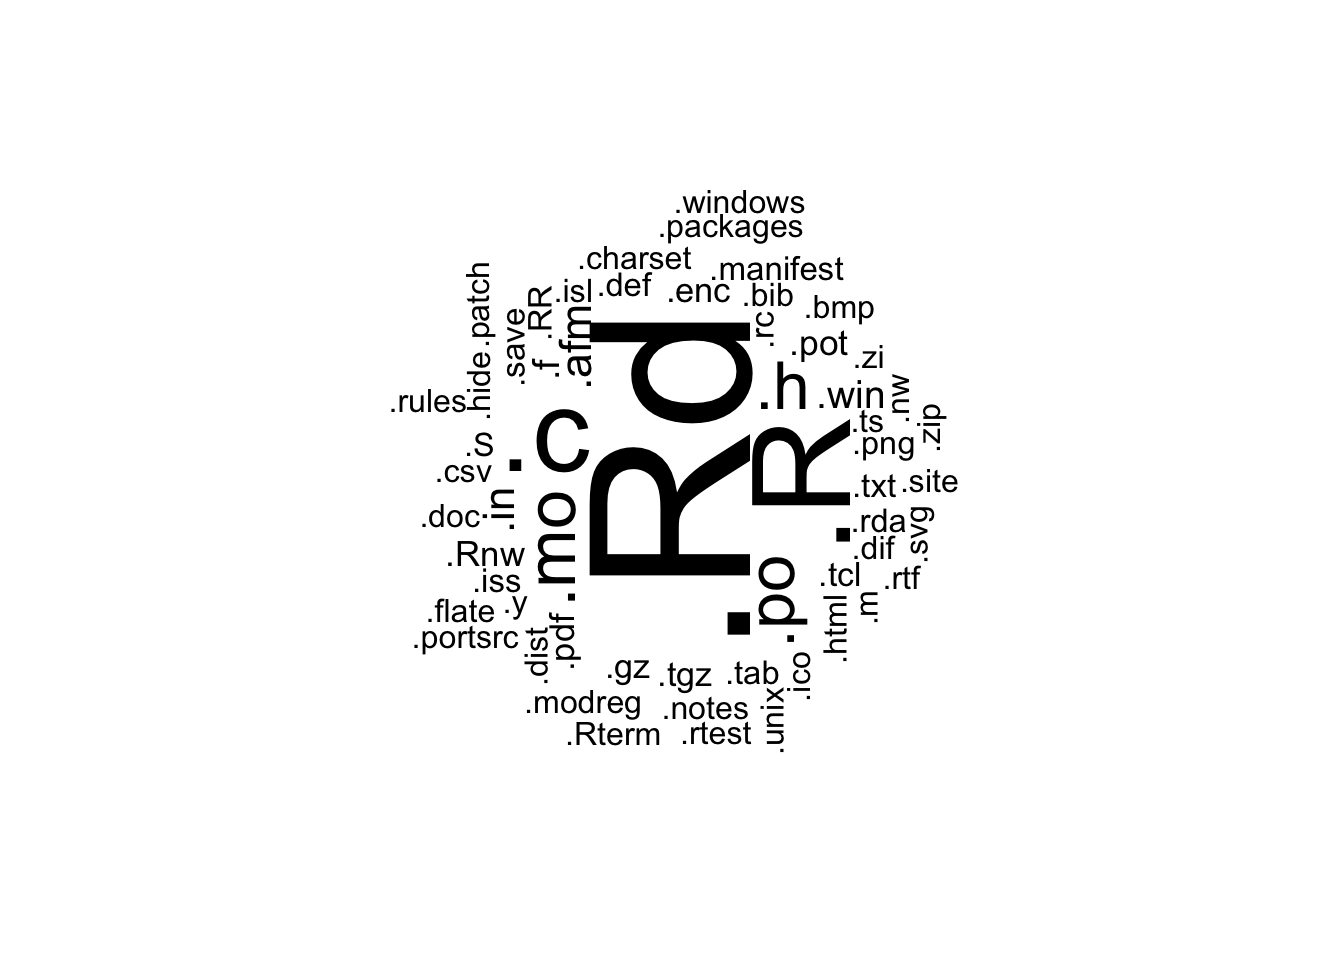 .windows
.packages
.charset
.manifest
.isl
.def
.enc
.bib
.bmp
.patch
.RR
.save
.f
.afm
.rc
.pot
.zi
.hide
.rules
.Rd
.h
.win
.nw
.ts
.zip
.c
.R
.png
.S
.csv
.txt
.site
.in
.doc
.
.mo
.rda
.svg
.dif
.Rnw
.iss
.po
.tcl
.rtf
.flate
.y
.html
.m
.portsrc
.dist
.pdf
.gz
.tgz
.tab
.ico
.modreg
.notes
.unix
.Rterm
.rtest